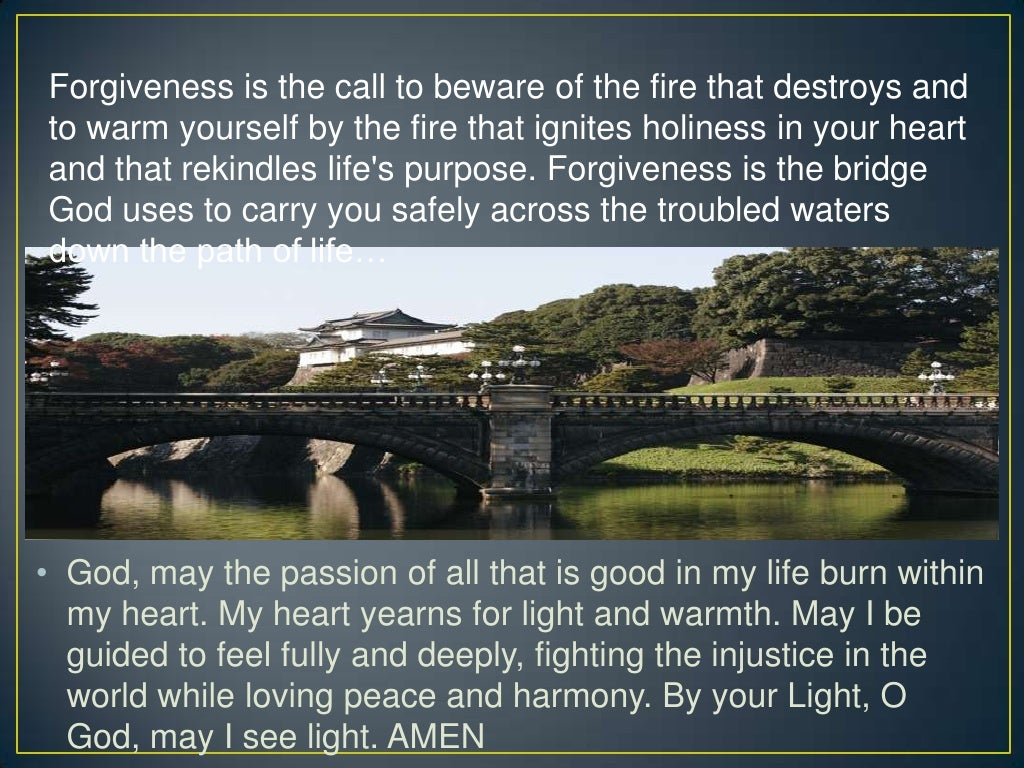 Forgiveness is the call to beware of the fire that destroys and
to warm yourself by the fire that ignites holiness in your heart
and that rekindles life's purpose. Forgiveness is the bridge
God uses to carry you safely across the troubled waters
down the path of life…
• God, may the passion of all that is good in my life burn within
my heart. My heart yearns for light and warmth. May I be
guided to feel fully and deeply, fighting the injustice in the
world while loving peace and harmony. By your Light, O
God, may I see light. AMEN